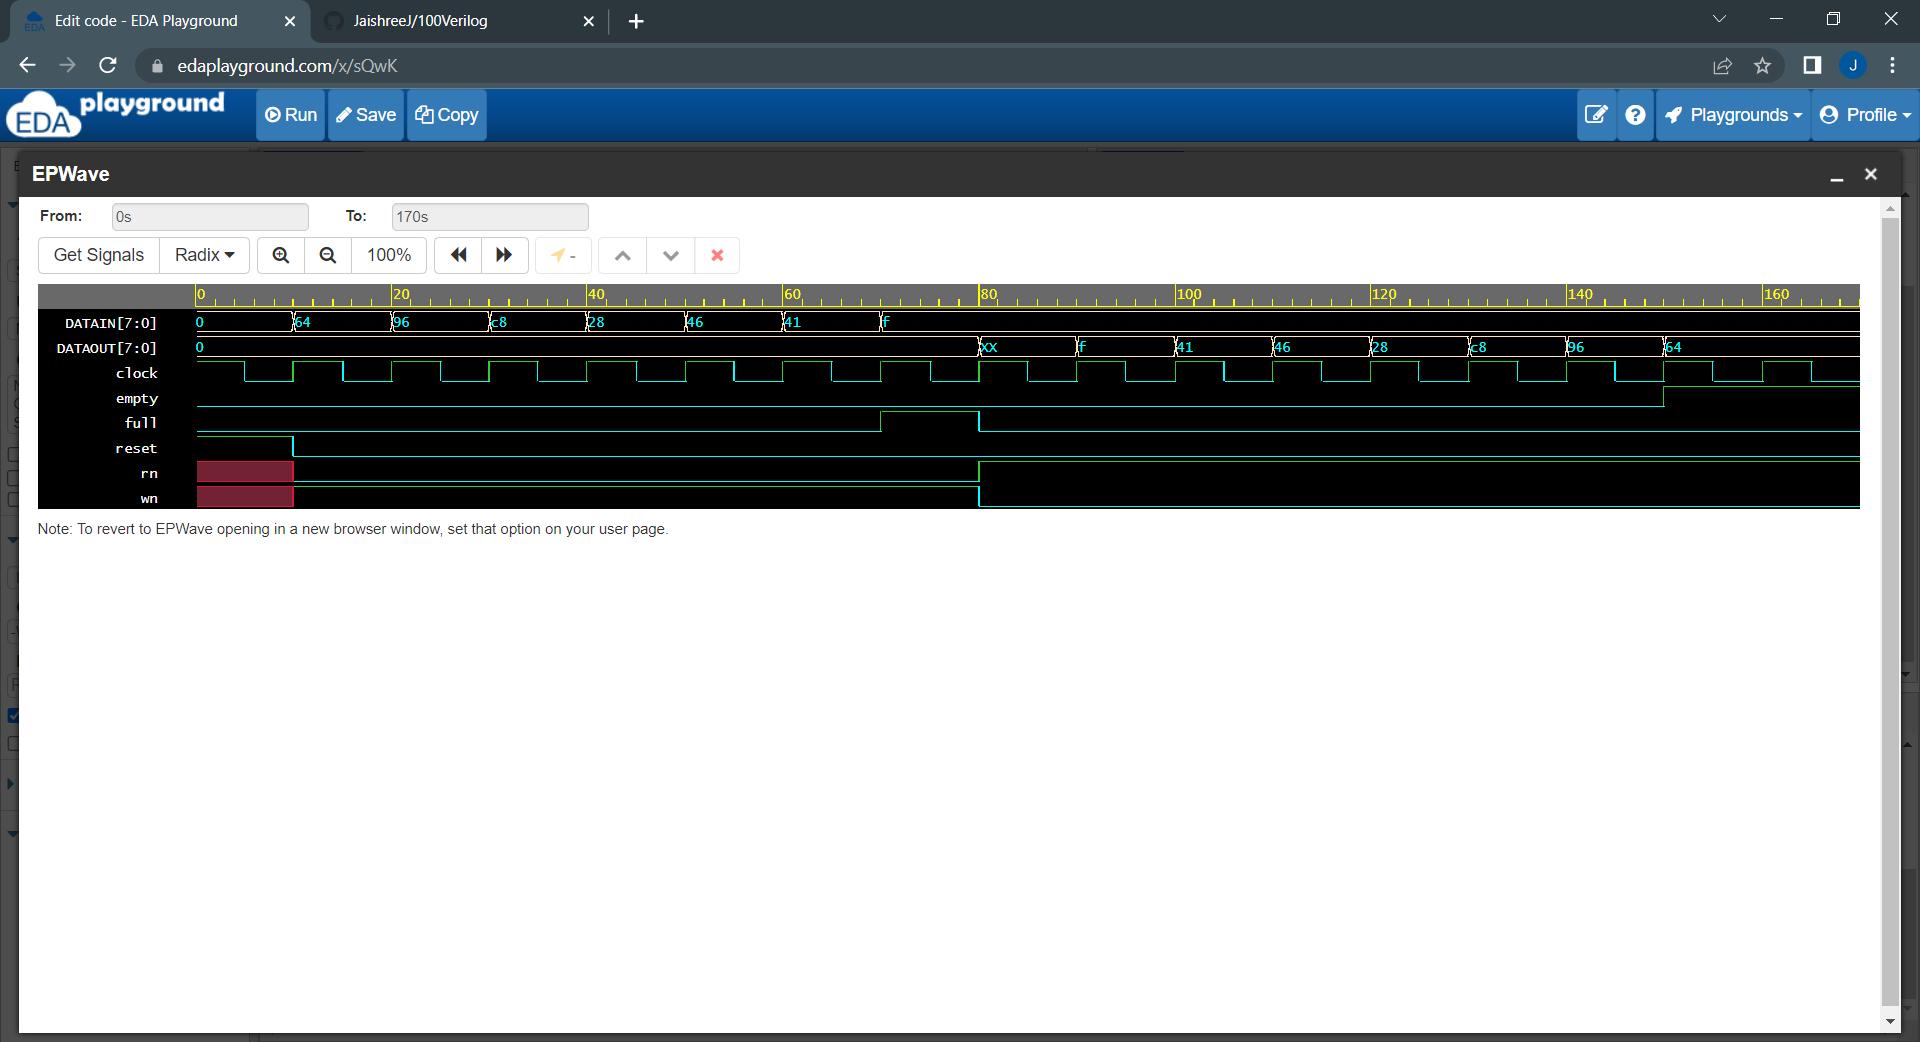 Edit code - EDA Playground
JaishreeJ/100Verilog
edaplayground.com/x/sQwK
J
EDA playground
Run Save Copy
Playgrounds Profile
EPWave
From: 0s To: 170s
Get Signals Radix 100% -
0 20 40 60 80 100 120 140 160
DATAIN[7:0] 0 64 96 c8 28 46 41 f
DATAOUT[7:0] 0 XX f 41 46 28 c8 96 64
clock
empty
full
reset
rn
wn
Note: To revert to EPWave opening in a new browser window, set that option on your user page.